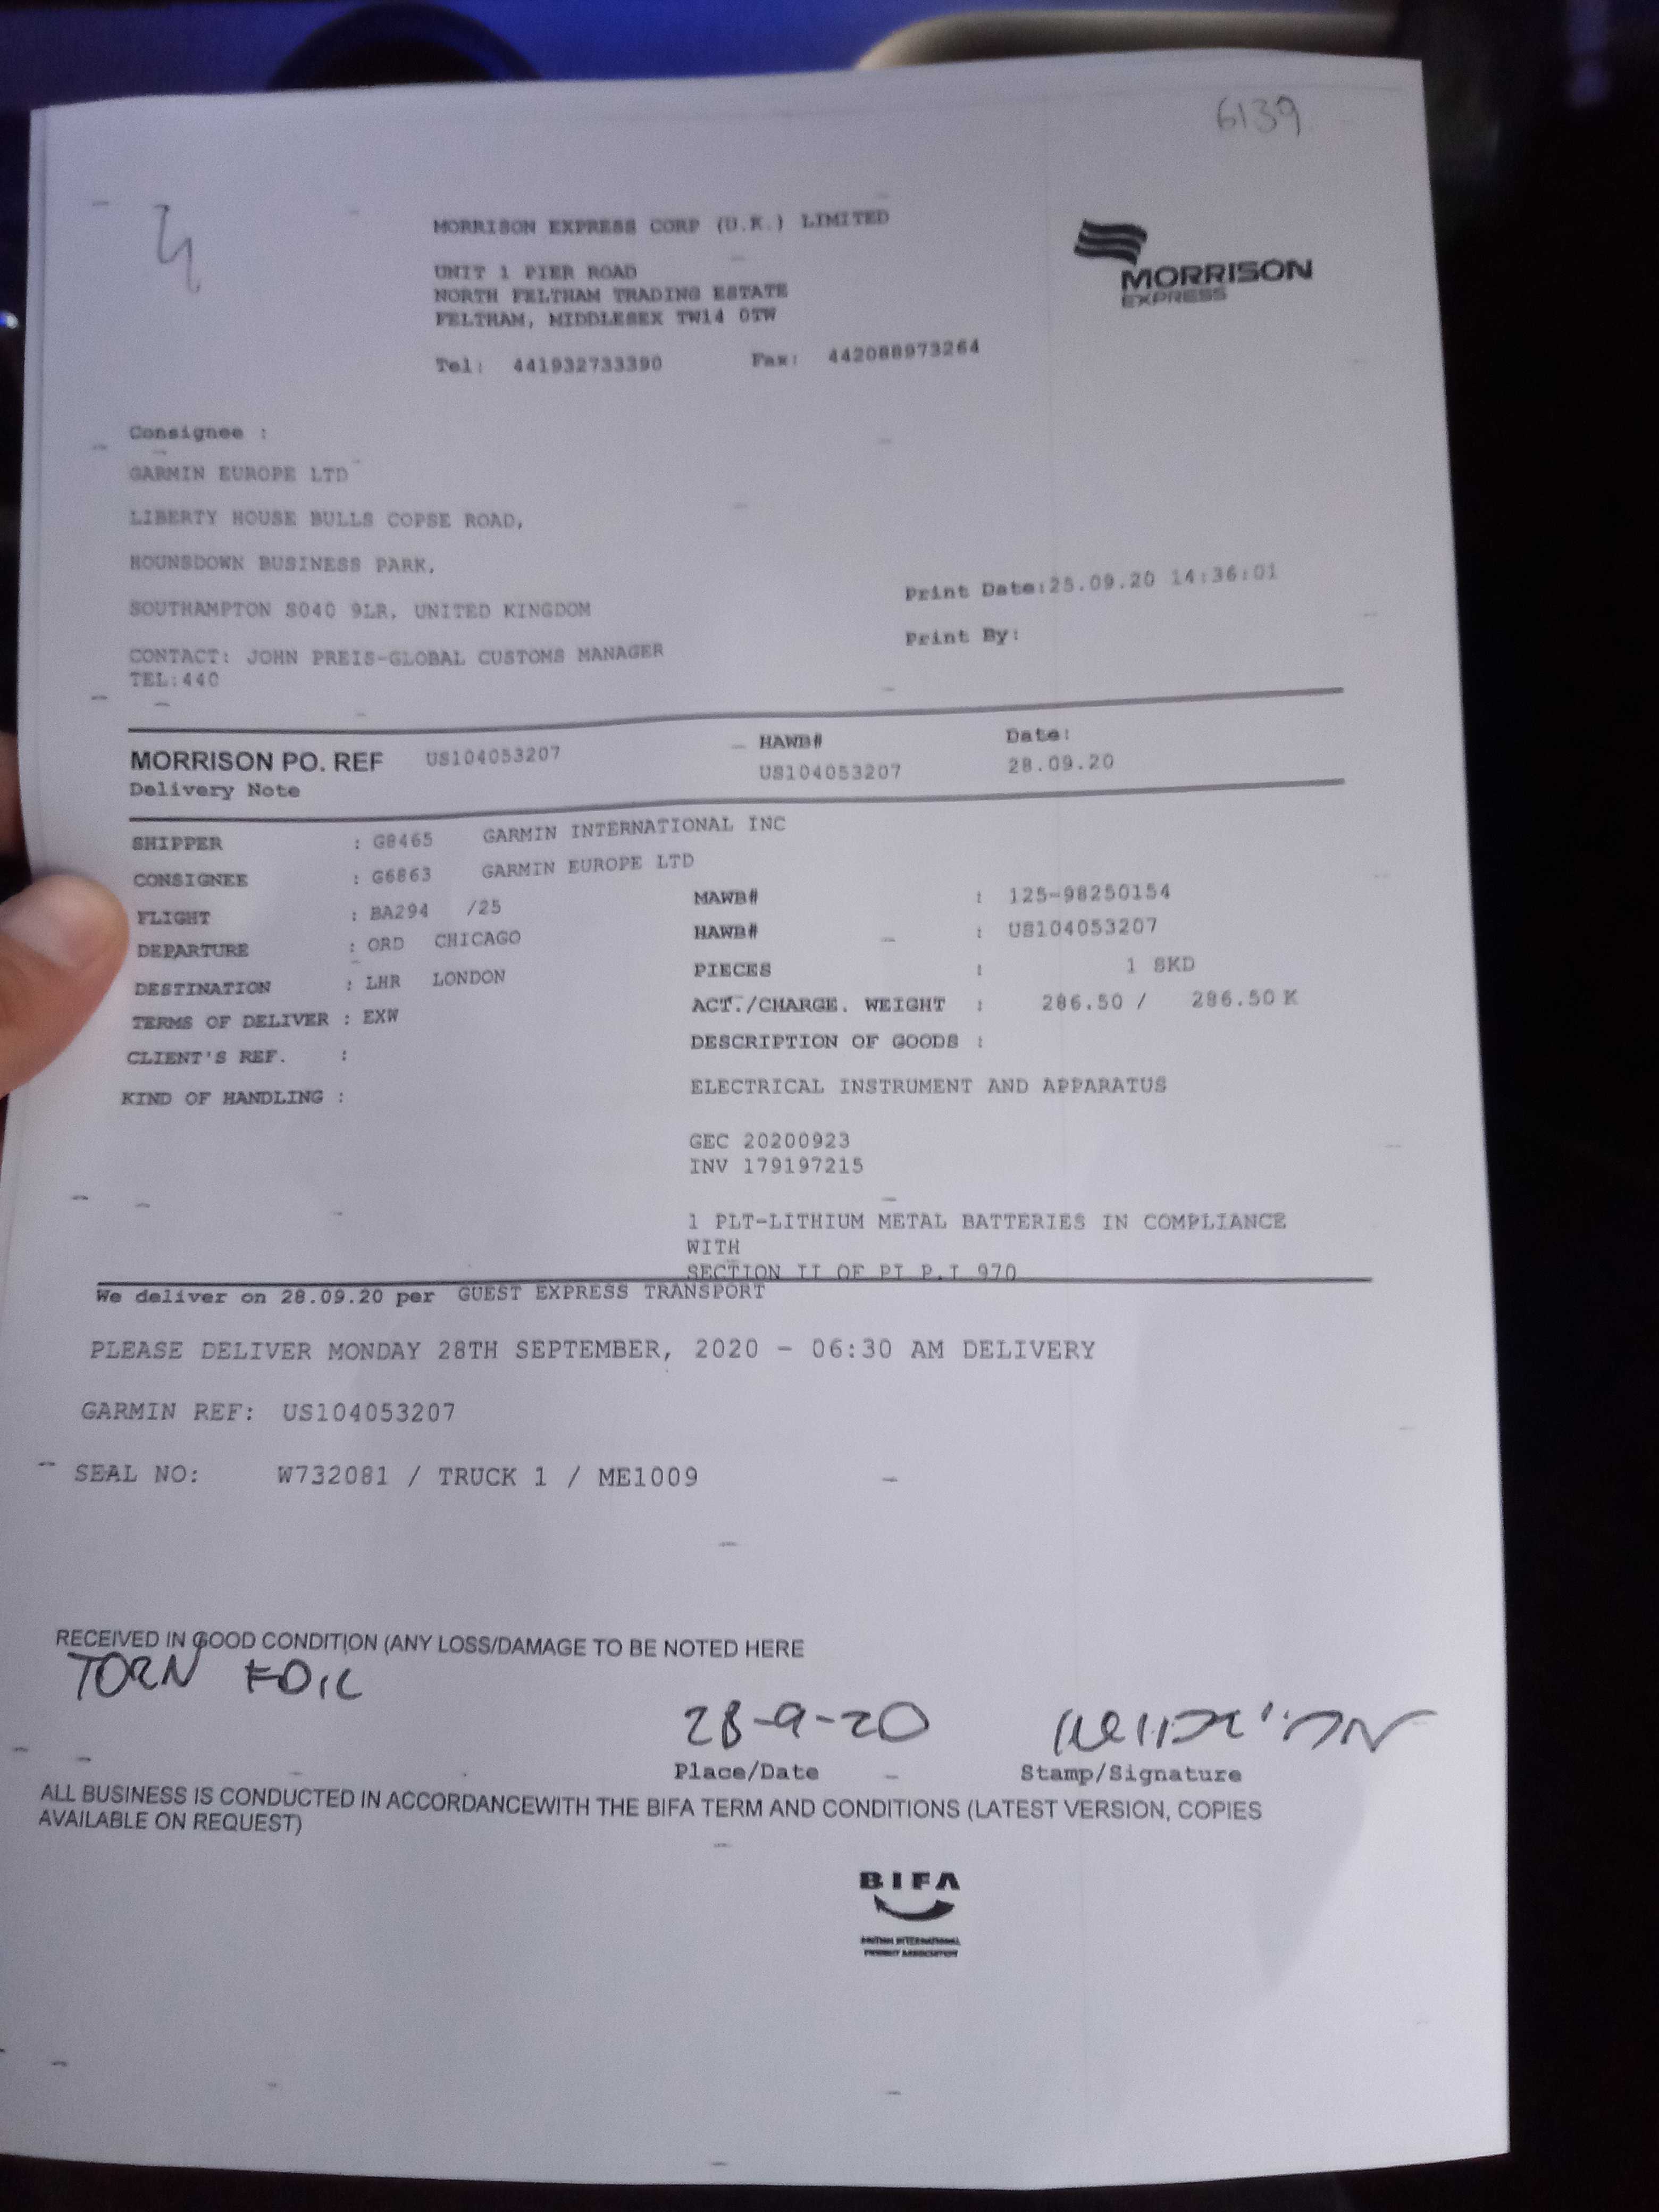 6139
4
MORRISON EXPRESS CORP (U.K.) LIMITED
UNIT 1 PIER ROAD
NORTH FELTHAM TRADING ESTATE
FELTHAM, MIDDLESEX TW14 0TW
Tel: 441932733390 Fax: 442088973264
MORRISON
EXPRESS
Consignee :
GARMIN EUROPE LTD
LIBERTY HOUSE BULLS COPSE ROAD,
HOUNSDOWN BUSINESS PARK,
SOUTHAMPTON SO40 9LR, UNITED KINGDOM
CONTACT: JOHN PREIS-GLOBAL CUSTOMS MANAGER
TEL:440
Print Date:25.09.20 14:36:01
Print By:
MORRISON PO. REF US104053207 HAWB# Date:
Delivery Note US104053207 28.09.20
SHIPPER : G8465 GARMIN INTERNATIONAL INC
CONSIGNEE : G6863 GARMIN EUROPE LTD
FLIGHT : BA294 /25
DEPARTURE : ORD CHICAGO
DESTINATION : LHR LONDON
TERMS OF DELIVER : EXW
CLIENT'S REF. :
KIND OF HANDLING :
MAWB# : 125-98250154
HAWB# : US104053207
PIECES : 1 SKD
ACT./CHARGE. WEIGHT : 286.50 / 286.50 K
DESCRIPTION OF GOODS :
ELECTRICAL INSTRUMENT AND APPARATUS
GEC 20200923
INV 179197215
1 PLT-LITHIUM METAL BATTERIES IN COMPLIANCE
WITH
SECTION II OF PI P.I 970
We deliver on 28.09.20 per GUEST EXPRESS TRANSPORT
PLEASE DELIVER MONDAY 28TH SEPTEMBER, 2020 - 06:30 AM DELIVERY
GARMIN REF: US104053207
SEAL NO: W732081 / TRUCK 1 / ME1009
RECEIVED IN GOOD CONDITION (ANY LOSS/DAMAGE TO BE NOTED HERE
TORN FOIL
28-9-20
Place/Date Stamp/Signature
ALL BUSINESS IS CONDUCTED IN ACCORDANCEWITH THE BIFA TERM AND CONDITIONS (LATEST VERSION, COPIES
AVAILABLE ON REQUEST)
BIFA
BRITISH INTERNATIONAL
FREIGHT ASSOCIATION